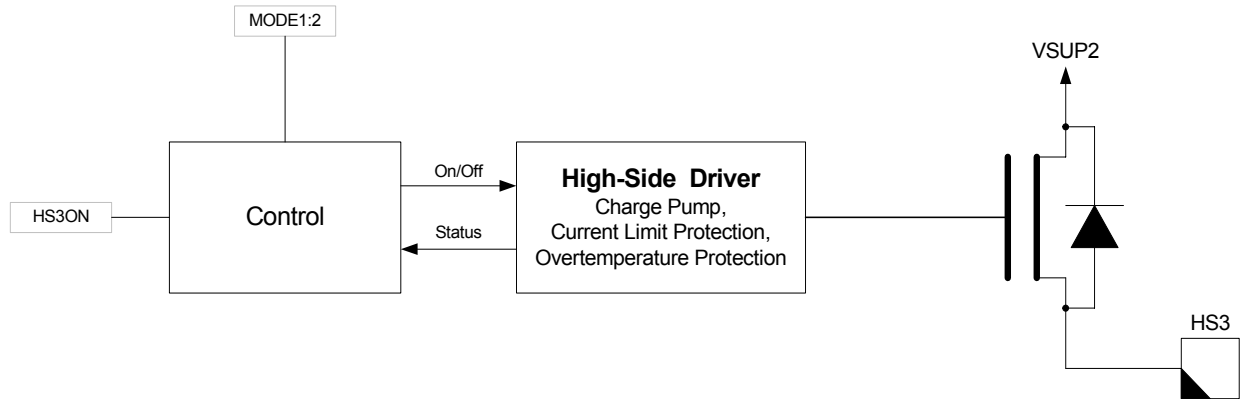 MODE1:2
VSUP2
HS3ON
Control
On/Off
Status
High-Side Driver
Charge Pump,
Current Limit Protection,
Overtemperature Protection
HS3